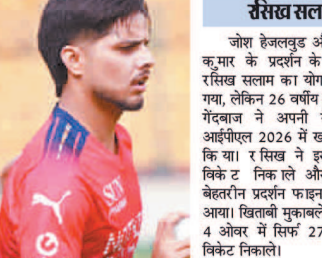 रसिख सल
जोश हेजलवुड औ
कुमार के प्रदर्शन के
रसिख सलाम का योग
गया, लेकिन 26 वर्षीय
गेंदबाज ने अपनी
आईपीएल 2026 में
किया। रसिख ने इ
विकेट निकाले औ
बेहतरीन प्रदर्शन फाइन
आया। खिताबी मुकाबले
4 ओवर में सिर्फ 27
विकेट निकाले।